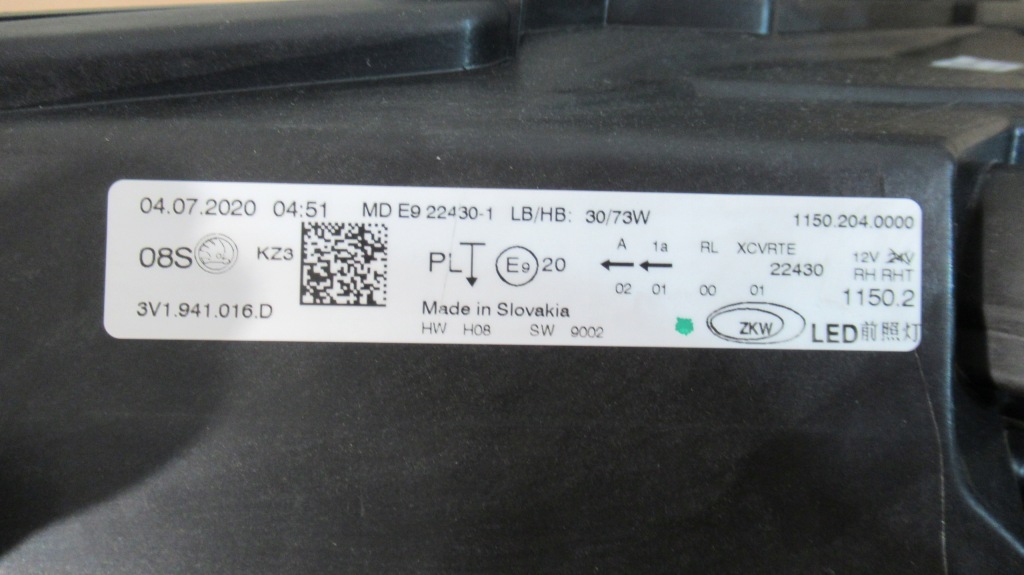 04.07.2020 04:51 MD E9 22430-1 LB/HB: 30/73W 1150.204.0000
08S KZ3 PL E9 20 A 1a RL XCVRTE 12V 24V
22430 RH RHT
02 01 00 01 1150.2
3V1.941.016.D Made in Slovakia
HW H08 SW 9002 ZKW LED前照灯